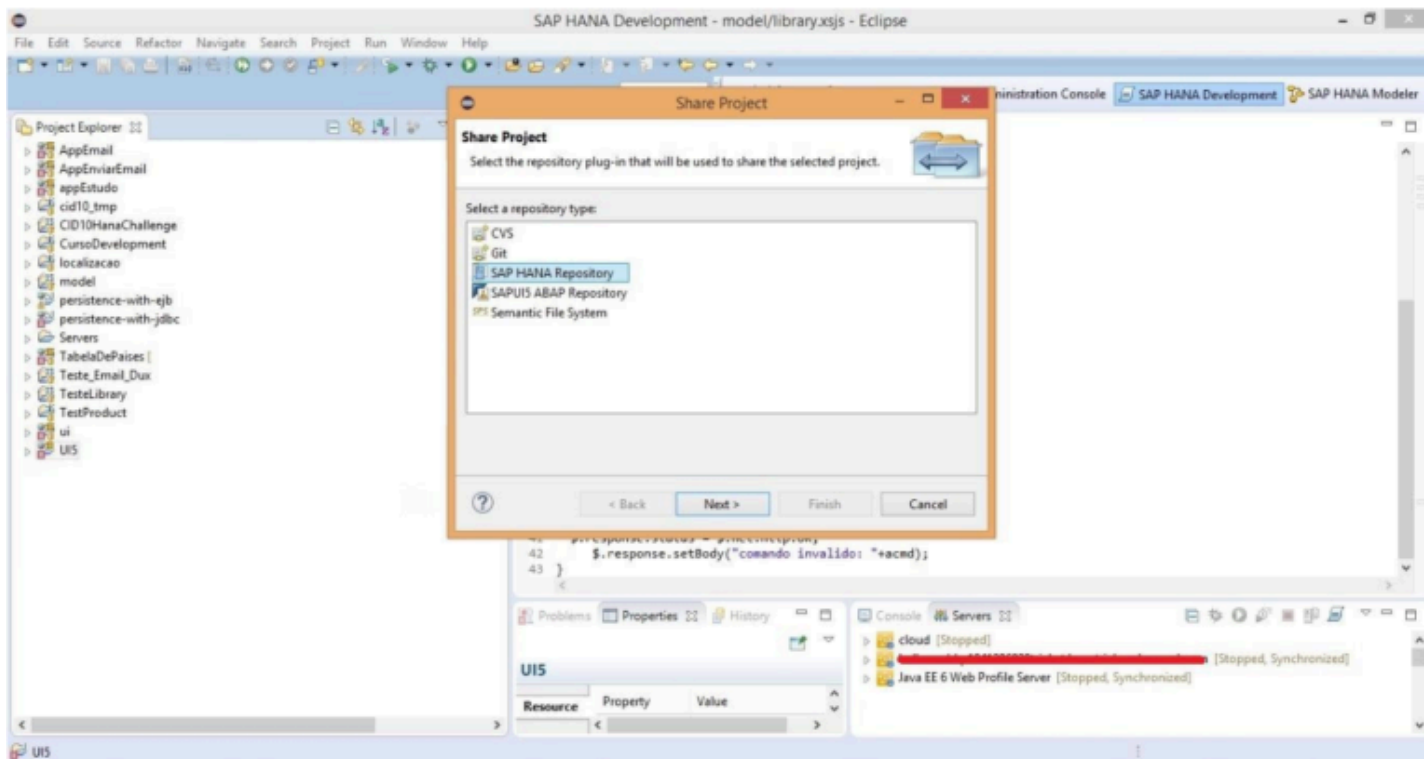 SAP HANA Development - model/library.xsjs - Eclipse
File Edit Source Refactor Navigate Search Project Run Window Help
ministration Console SAP HANA Development SAP HANA Modeler
Project Explorer
AppEmail
AppEnviarEmail
appEstudo
cid10_tmp
CID10HanaChallenge
CursoDevelopment
localizacao
model
persistence-with-ejb
persistence-with-jdbc
Servers
TabelaDePaises [
Teste_Email_Dux
TesteLibrary
TestProduct
ui
UI5
Share Project
Share Project
Select the repository plug-in that will be used to share the selected project.
Select a repository type:
CVS
Git
SAP HANA Repository
SAPUI5 ABAP Repository
Semantic File System
< Back Next > Finish Cancel
42 $.response.setBody("comando invalido: "+acmd);
43 }
Problems Properties History
UI5
Property Value
Resource
Console Servers
cloud [Stopped]
[Stopped, Synchronized]
Java EE 6 Web Profile Server [Stopped, Synchronized]
UI5